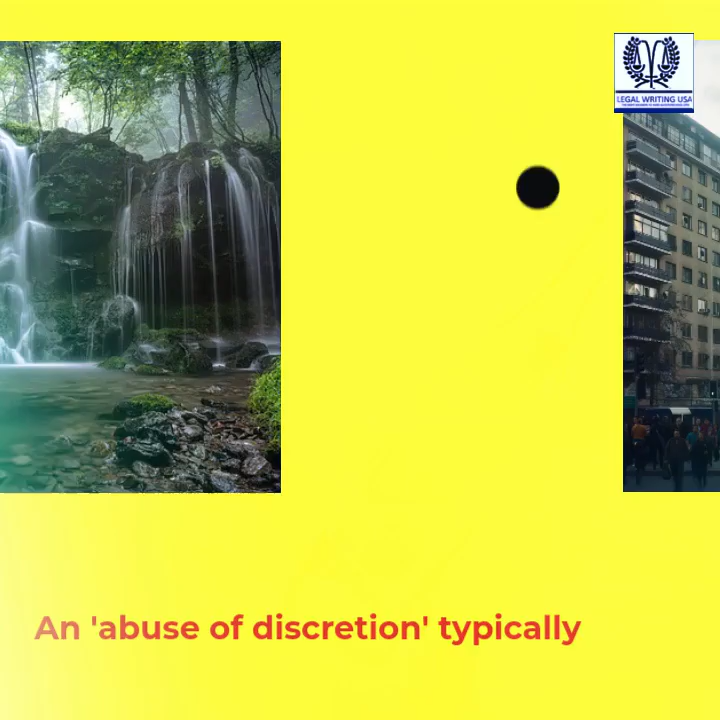 LEGAL WRITING USA
An 'abuse of discretion' typically